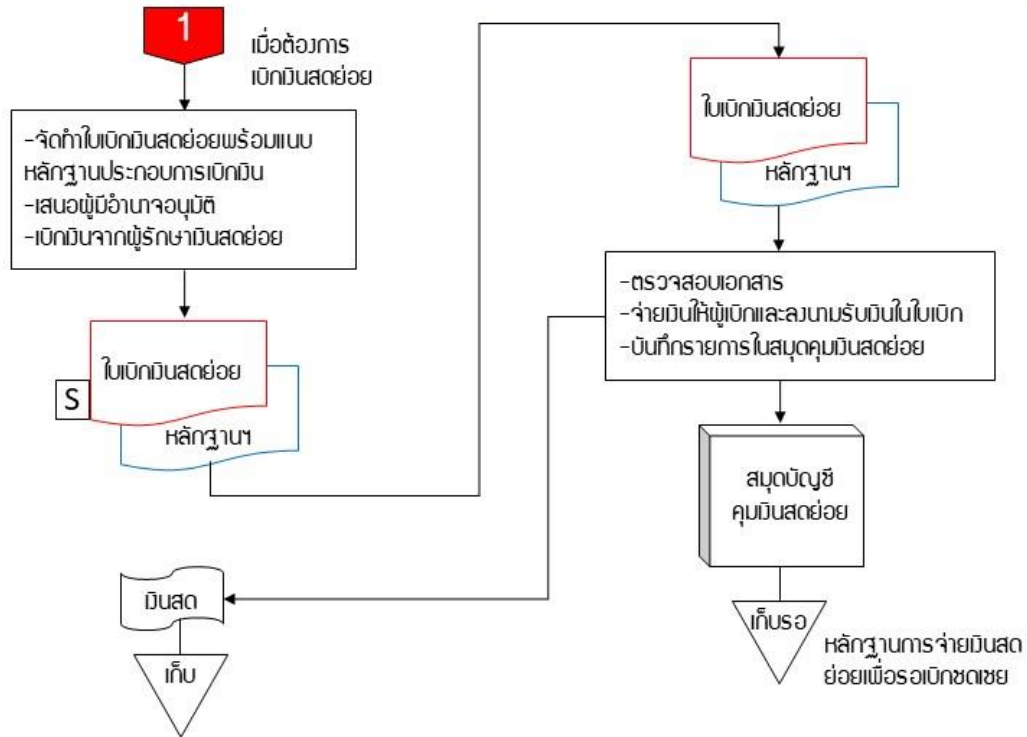 1
เมื่อต้องการ
เบิกเงินสดย่อย
-จัดทำใบเบิกเงินสดย่อยพร้อมแนบ
หลักฐานประกอบการเบิกเงิน
-เสนอผู้มีอำนาจอนุมัติ
-เบิกเงินจากผู้รักษาเงินสดย่อย
ใบเบิกเงินสดย่อย
S
หลักฐานฯ
เงินสด
เก็บ
ใบเบิกเงินสดย่อย
หลักฐานฯ
-ตรวจสอบเอกสาร
-จ่ายเงินให้ผู้เบิกและลงนามรับเงินในใบเบิก
-บันทึกรายการในสมุดคุมเงินสดย่อย
สมุดบัญชี
คุมเงินสดย่อย
เก็บรอ
หลักฐานการจ่ายเงินสด
ย่อยเพื่อรอเบิกชดเชย